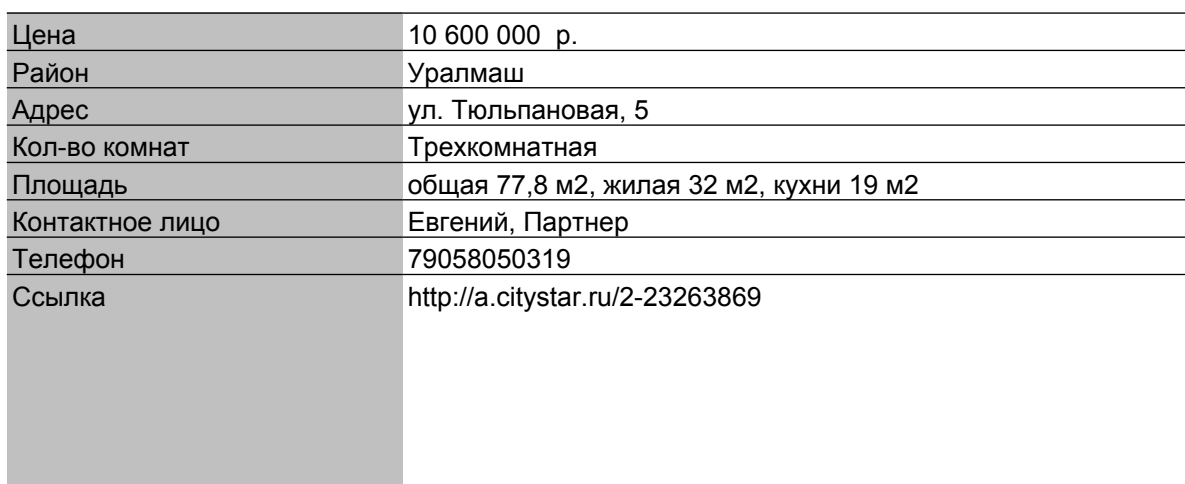 Цена 10 600 000 р.
Район Уралмаш
Адрес ул. Тюльпановая, 5
Кол-во комнат Трехкомнатная
Площадь общая 77,8 м2, жилая 32 м2, кухни 19 м2
Контактное лицо Евгений, Партнер
Телефон 79058050319
Ссылка http://a.citystar.ru/2-23263869